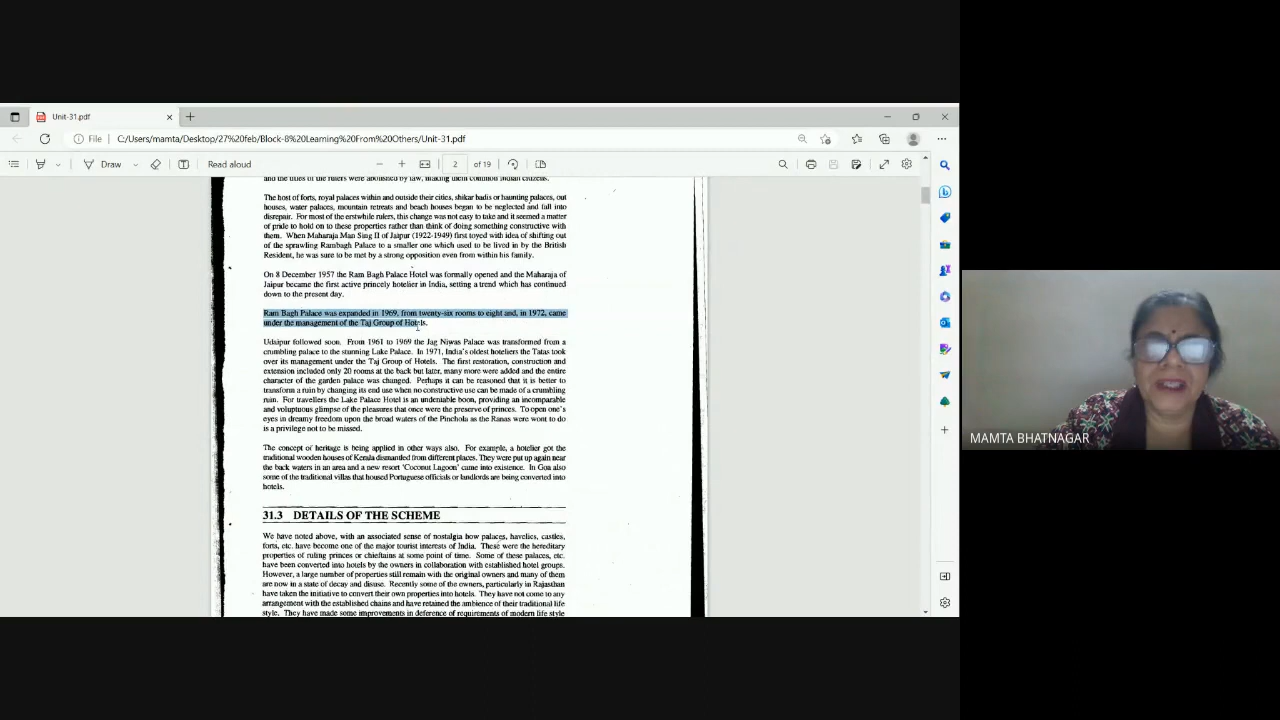 Unit-31.pdf
File
C:/Users/mamta/Desktop/27%20feb/Block-8%20Learning%20From%20Others/Unit-31.pdf
Draw
Read aloud
2
of 19
and the titles of the rulers were abolished by law, making them common Indian citizens.
The host of forts, royal palaces within and outside their cities, shikar badis or haunting palaces, out
houses, water palaces, mountain retreats and beach houses began to be neglected and fall into
disrepair. For most of the erstwhile rulers, this change was not easy to take and it seemed a matter
of pride to hold on to these properties rather than think of doing something constructive with
them. When Maharaja Man Sing II of Jaipur (1922-1949) first toyed with idea of shifting out
of the sprawling Rambagh Palace to a smaller one which used to be lived in by the British
Resident, he was sure to be met by a strong opposition even from within his family.
On 8 December 1957 the Ram Bagh Palace Hotel was formally opened and the Maharaja of
Jaipur became the first active princely hotelier in India, setting a trend which has continued
down to the present day.
Ram Bagh Palace was expanded in 1969, from twenty-six rooms to eight and, in 1972, came
under the management of the Taj Group of Hotels.
Udaipur followed soon. From 1961 to 1969 the Jag Niwas Palace was transformed from a
crumbling palace to the stunning Lake Palace. In 1971, India's oldest hoteliers the Tatas took
over its management under the Taj Group of Hotels. The first restoration, construction and
extension included only 20 rooms at the back but later, many more were added and the entire
character of the garden palace was changed. Perhaps it can be reasoned that it is better to
transform a ruin by changing its end use when no constructive use can be made of a crumbling
ruin. For travellers the Lake Palace Hotel is an undeniable boon, providing an incomparable
and voluptuous glimpse of the pleasures that once were the preserve of princes. To open one's
eyes in dreamy freedom upon the broad waters of the Pinchola as the Ranas were wont to do
is a privilege not to be missed.
The concept of heritage is being applied in other ways also. For example, a hotelier got the
traditional wooden houses of Kerala dismantled from different places. They were put up again near
the back waters in an area and a new resort 'Coconut Lagoon' came into existence. In Goa also
some of the traditional villas that housed Portuguese officials or landlords are being converted into
hotels.
31.3 DETAILS OF THE SCHEME
We have noted above, with an associated sense of nostalgia how palaces, havelies, castles,
forts, etc. have become one of the major tourist interests of India. These were the hereditary
properties of ruling princes or chieftains at some point of time. Some of these palaces, etc.
have been converted into hotels by the owners in collaboration with established hotel groups.
However, a large number of properties still remain with the original owners and many of them
are now in a state of decay and disuse. Recently some of the owners, particularly in Rajasthan
have taken the initiative to convert their own properties into hotels. They have not come to any
arrangement with the established chains and have retained the ambience of their traditional life
style. They have made some improvements in deference of requirements of modern life style
MAMTA BHATNAGAR